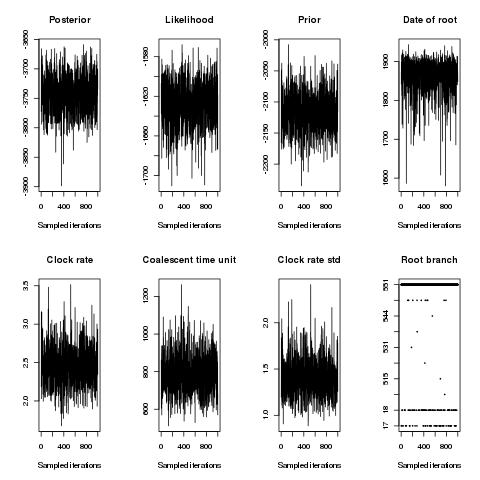 Posterior
Likelihood
Prior
Date of root
-3650
-3700
-3750
-3800
-3850
-3900
-1580
-1620
-1660
-1700
-2000
-2050
-2100
-2150
-2200
1900
1800
1700
1600
0 400 800
0 400 800
0 400 800
0 400 800
Sampled iterations
Sampled iterations
Sampled iterations
Sampled iterations
Clock rate
Coalescent time unit
Clock rate std
Root branch
3.5
3.0
2.5
2.0
1200
1000
800
600
2.0
1.5
1.0
551
544
531
515
18
17
0 400 800
0 400 800
0 400 800
0 400 800
Sampled iterations
Sampled iterations
Sampled iterations
Sampled iterations